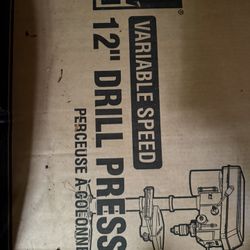 VARIABLE SPEED
12" DRILL PRESS
PERCEUSE À COLONNE